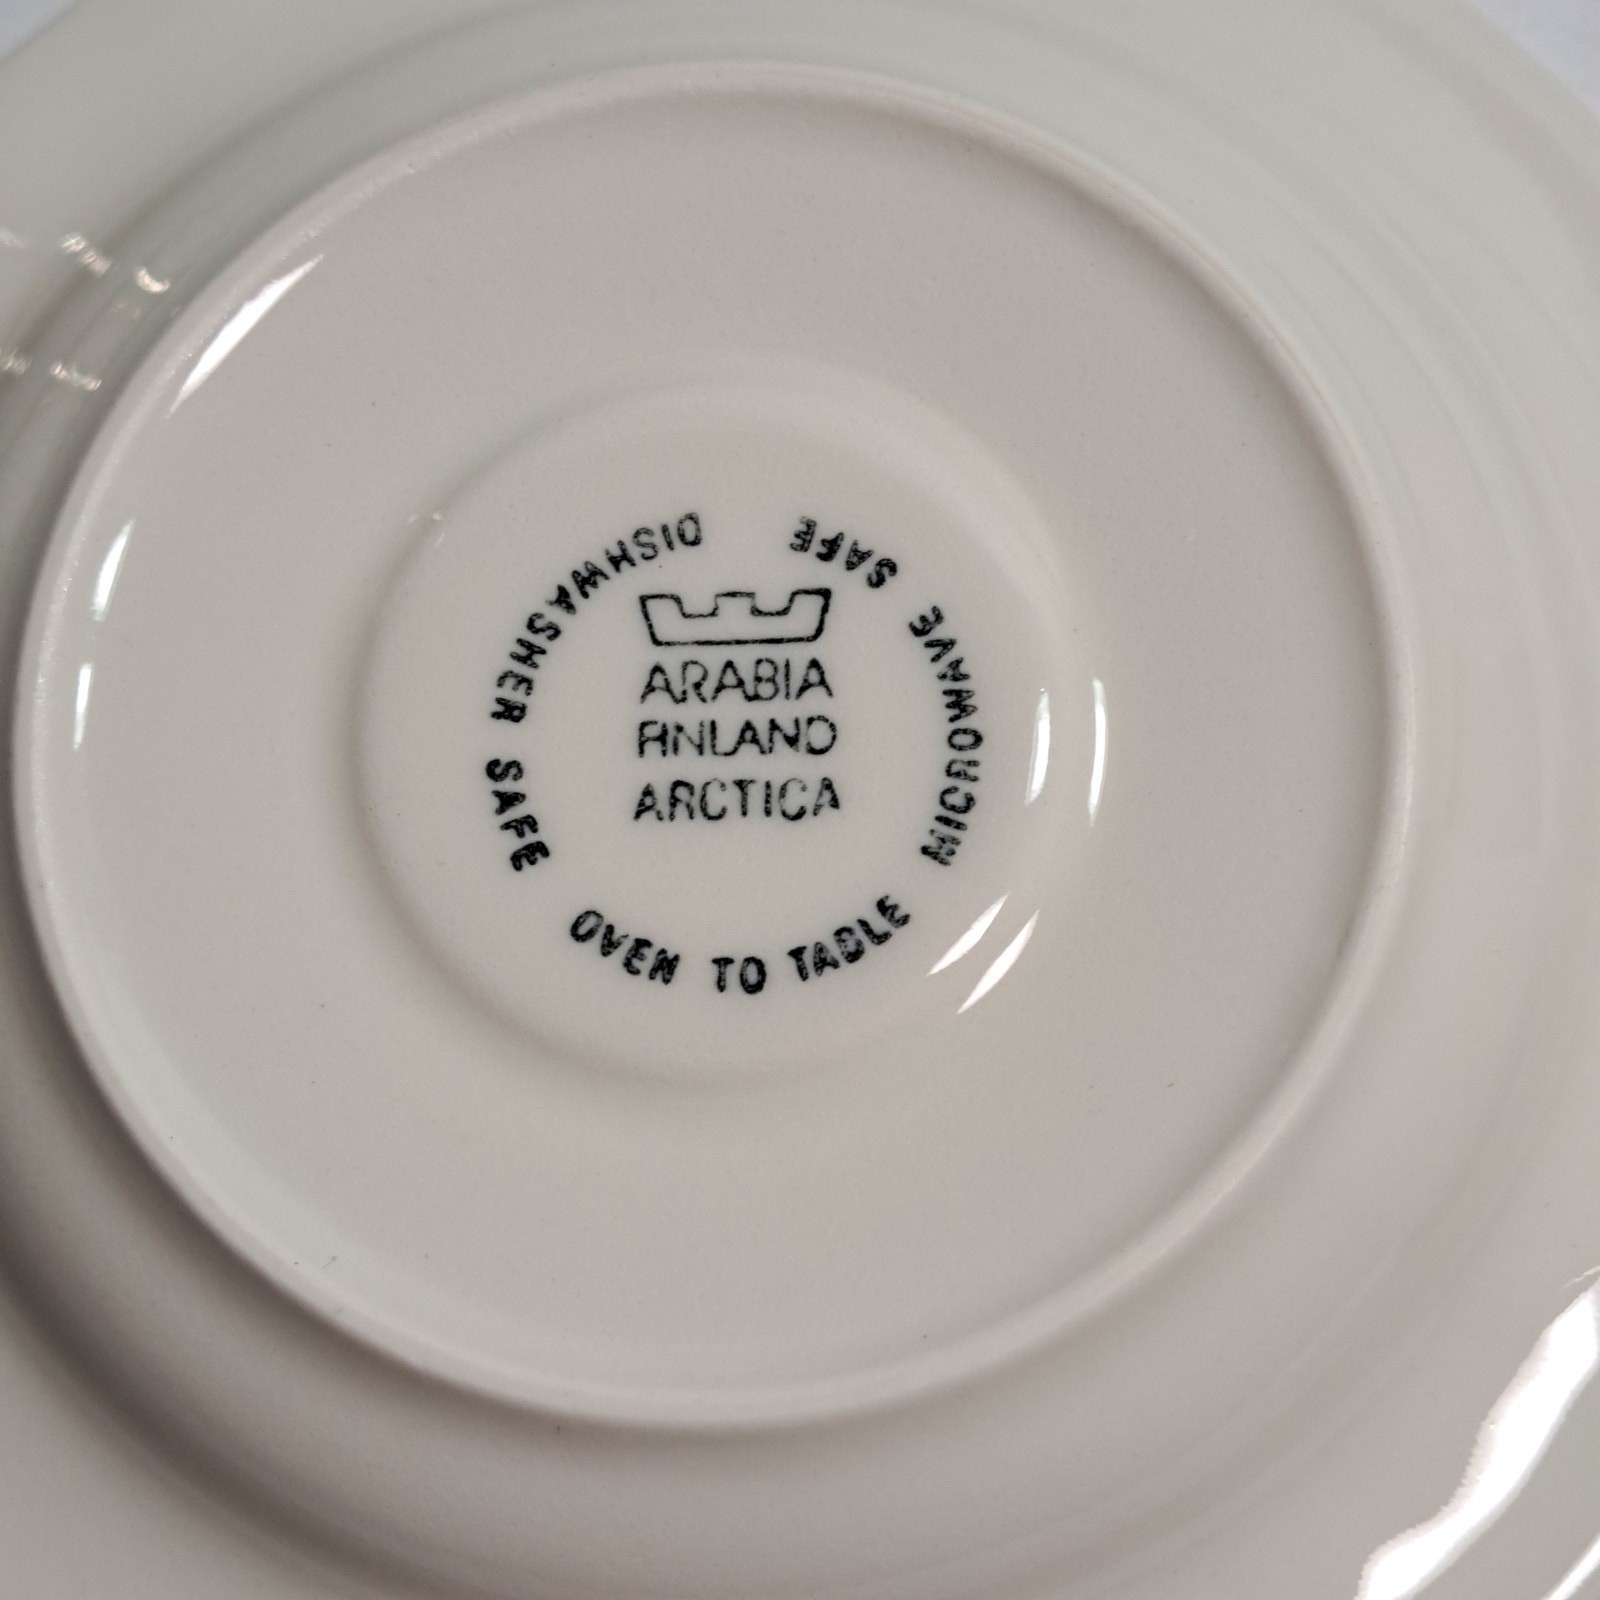 ARABIA
FINLAND
ARCTICA
DISHWASHER SAFE
OVEN TO TABLE
MICROWAVE SAFE